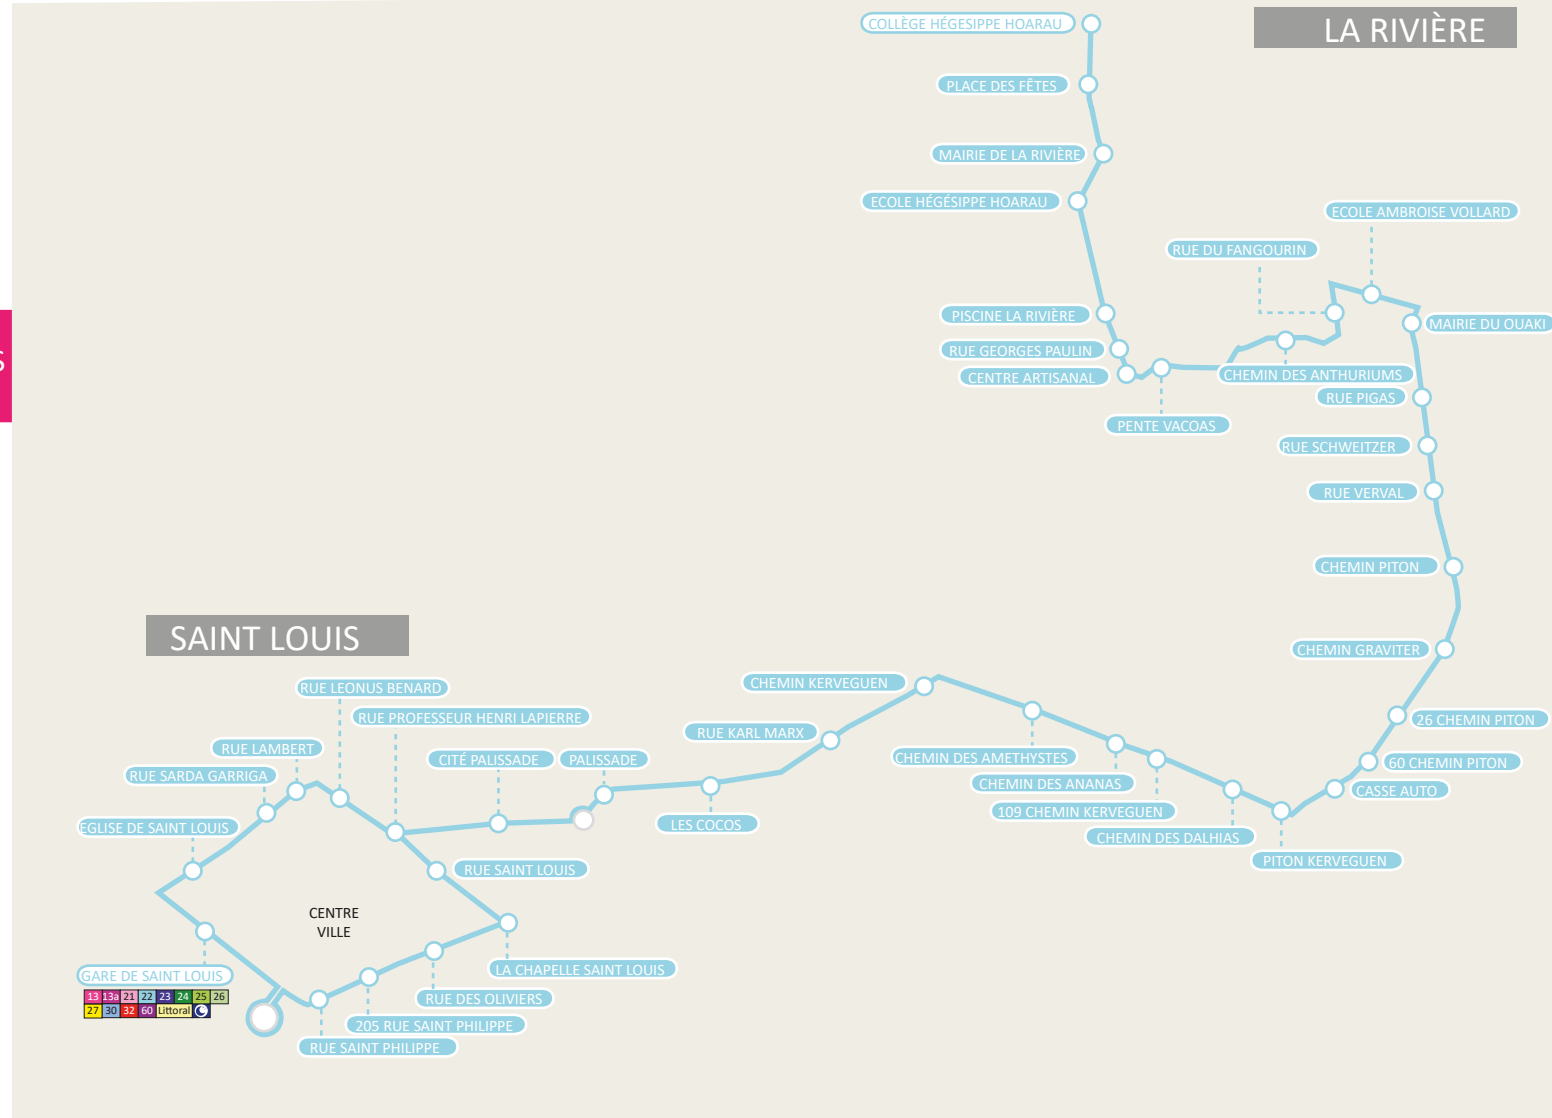 COLLÈGE HÉGESIPPE HOARAU
LA RIVIÈRE
PLACE DES FÊTES
MAIRIE DE LA RIVIÈRE
ECOLE HÉGÉSIPPE HOARAU
ECOLE AMBROISE VOLLARD
RUE DU FANGOURIN
PISCINE LA RIVIÈRE
MAIRIE DU OUAKI
RUE GEORGES PAULIN
CENTRE ARTISANAL
CHEMIN DES ANTHURIUMS
RUE PIGAS
PENTE VACOAS
RUE SCHWEITZER
RUE VERVAL
CHEMIN PITON
SAINT LOUIS
CHEMIN GRAVITER
RUE LEONUS BENARD
CHEMIN KERVEGUEN
RUE PROFESSEUR HENRI LAPIERRE
26 CHEMIN PITON
RUE KARL MARX
RUE LAMBERT
CITÉ PALISSADE
PALISSADE
CHEMIN DES AMETHYSTES
60 CHEMIN PITON
RUE SARDA GARRIGA
CHEMIN DES ANANAS
CASSE AUTO
109 CHEMIN KERVEGUEN
EGLISE DE SAINT LOUIS
LES COCOS
CHEMIN DES DALHIAS
PITON KERVEGUEN
RUE SAINT LOUIS
CENTRE
VILLE
LA CHAPELLE SAINT LOUIS
GARE DE SAINT LOUIS
13 13a 21 22 23 24 25 26
27 30 32 60 Littoral
RUE DES OLIVIERS
205 RUE SAINT PHILIPPE
RUE SAINT PHILIPPE